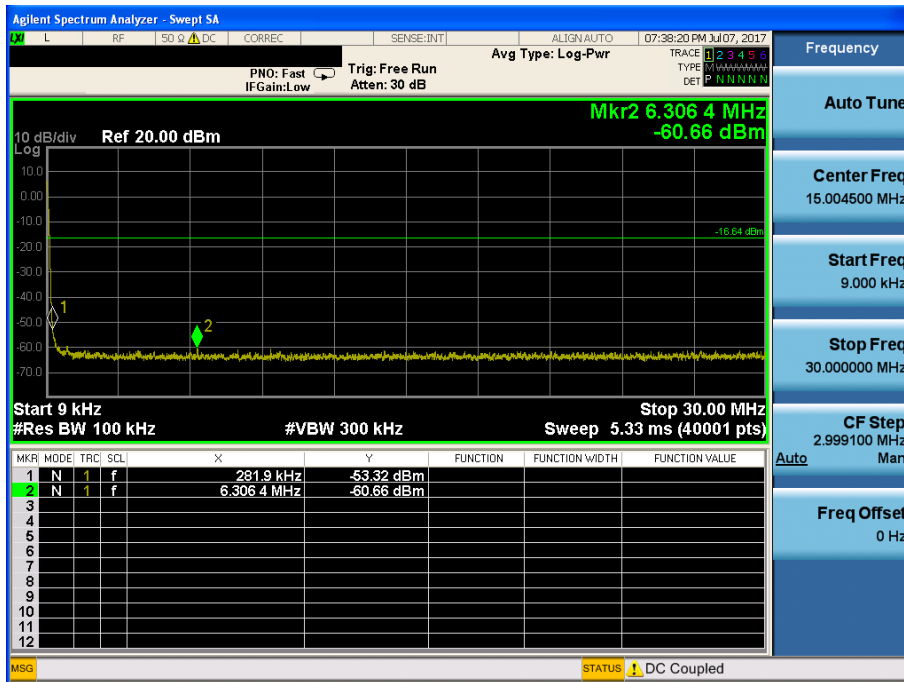 Agilent Spectrum Analyzer - Swept SA
LXI L RF 50 Ω DC CORREC SENSE:INT ALIGN AUTO 07:38:20 PM Jul 07, 2017
Avg Type: Log-Pwr
TRACE 1 2 3 4 5 6
PNO: Fast Trig: Free Run
TYPE M WWWWW
IFGain:Low Atten: 30 dB
DET P N N N N N
Mkr2 6.306 4 MHz
-60.66 dBm
10 dB/div Ref 20.00 dBm
Log
10.0
0.00
-10.0
-16.64 dBm
-20.0
-30.0
-40.0
1
-50.0
2
-60.0
-70.0
Start 9 kHz Stop 30.00 MHz
#Res BW 100 kHz #VBW 300 kHz Sweep 5.33 ms (40001 pts)
MKR MODE TRC SCL X Y FUNCTION FUNCTION WIDTH FUNCTION VALUE
1 N 1 f 281.9 kHz -53.32 dBm
2 N 1 f 6.306 4 MHz -60.66 dBm
3
4
5
6
7
8
9
10
11
12
MSG STATUS DC Coupled
Frequency
Auto Tune
Center Freq
15.004500 MHz
Start Freq
9.000 kHz
Stop Freq
30.000000 MHz
CF Step
2.999100 MHz
Auto Man
Freq Offset
0 Hz